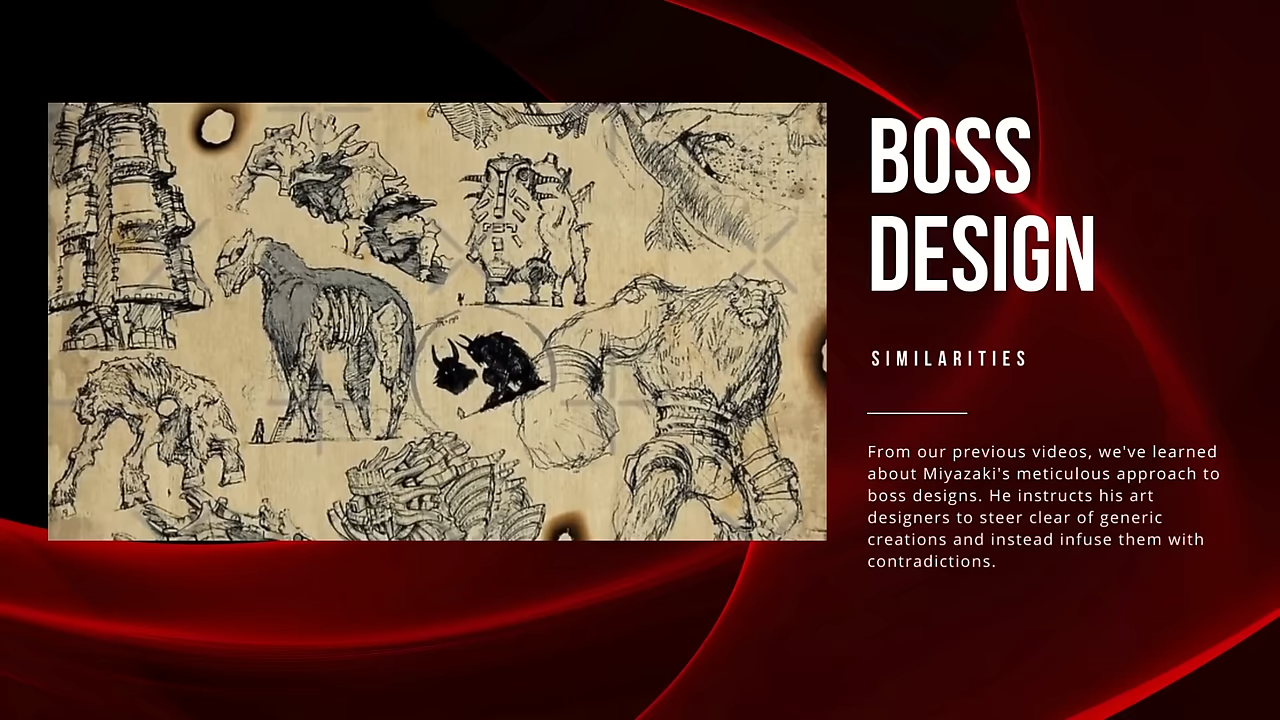 BOSS
DESIGN
SIMILARITIES
From our previous videos, we've learned
about Miyazaki's meticulous approach to
boss designs. He instructs his art
designers to steer clear of generic
creations and instead infuse them with
contradictions.